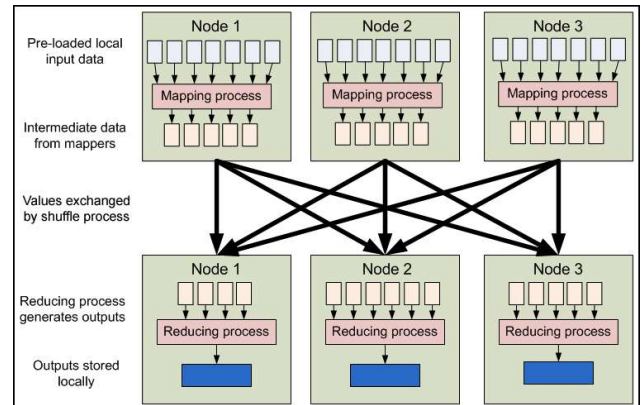 Node 1
Node 2
Node 3
Pre-loaded local
input data
Mapping process
Mapping process
Mapping process
Intermediate data
from mappers
Values exchanged
by shuffle process
Node 1
Node 2
Node 3
Reducing process
generates outputs
Reducing process
Reducing process
Reducing process
Outputs stored
locally